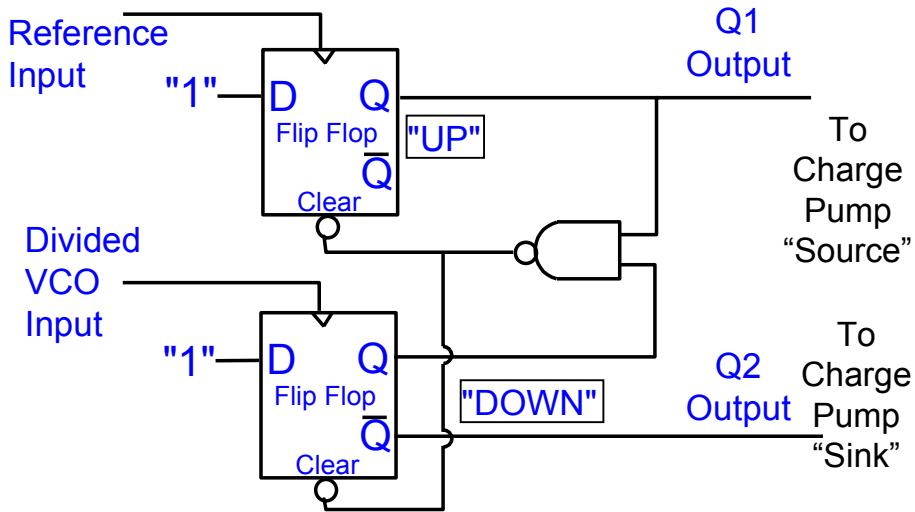 Reference
Input
"1"
D
Q
Flip Flop
Q
Clear
"UP"
Q1
Output
To
Charge
Pump
“Source”
Divided
VCO
Input
"1"
D
Q
Flip Flop
Q
Clear
"DOWN"
Q2
Output
To
Charge
Pump
“Sink”